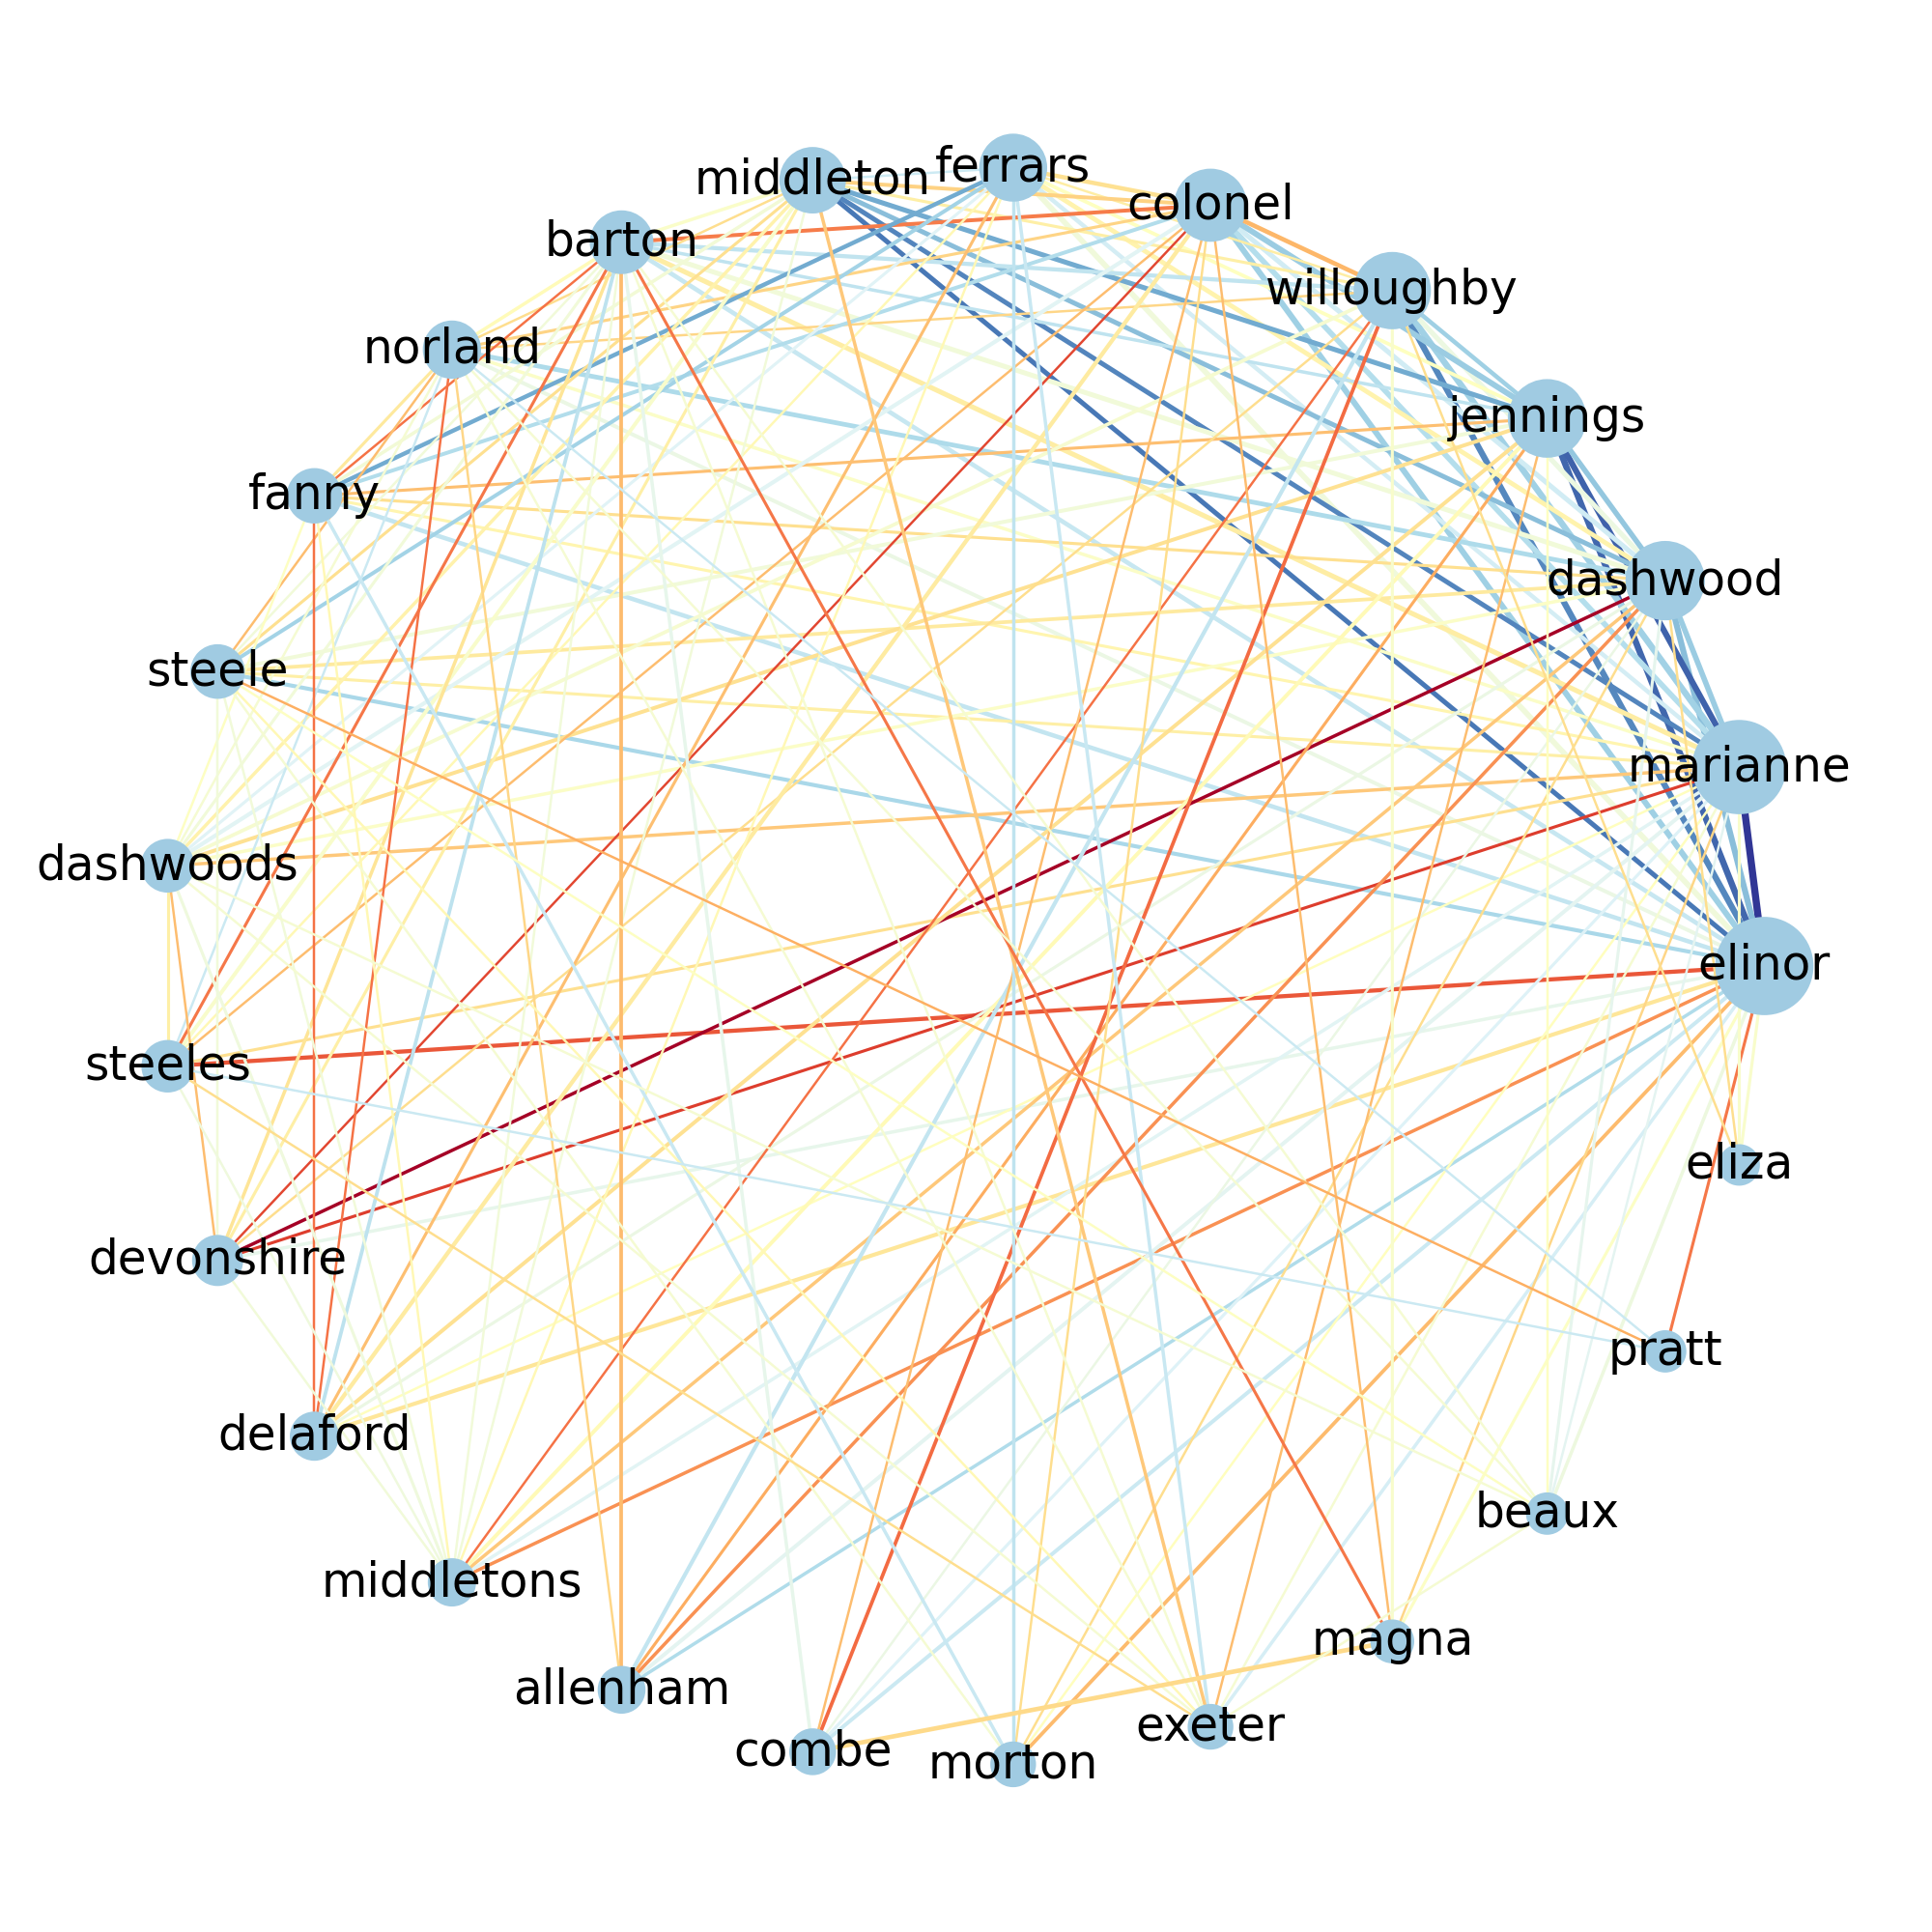 ferrars
middleton
colonel
barton
willoughby
norland
jennings
fanny
dashwood
steele
marianne
dashwoods
elinor
steeles
eliza
devonshire
pratt
delaford
beaux
middletons
magna
allenham
exeter
combe
morton